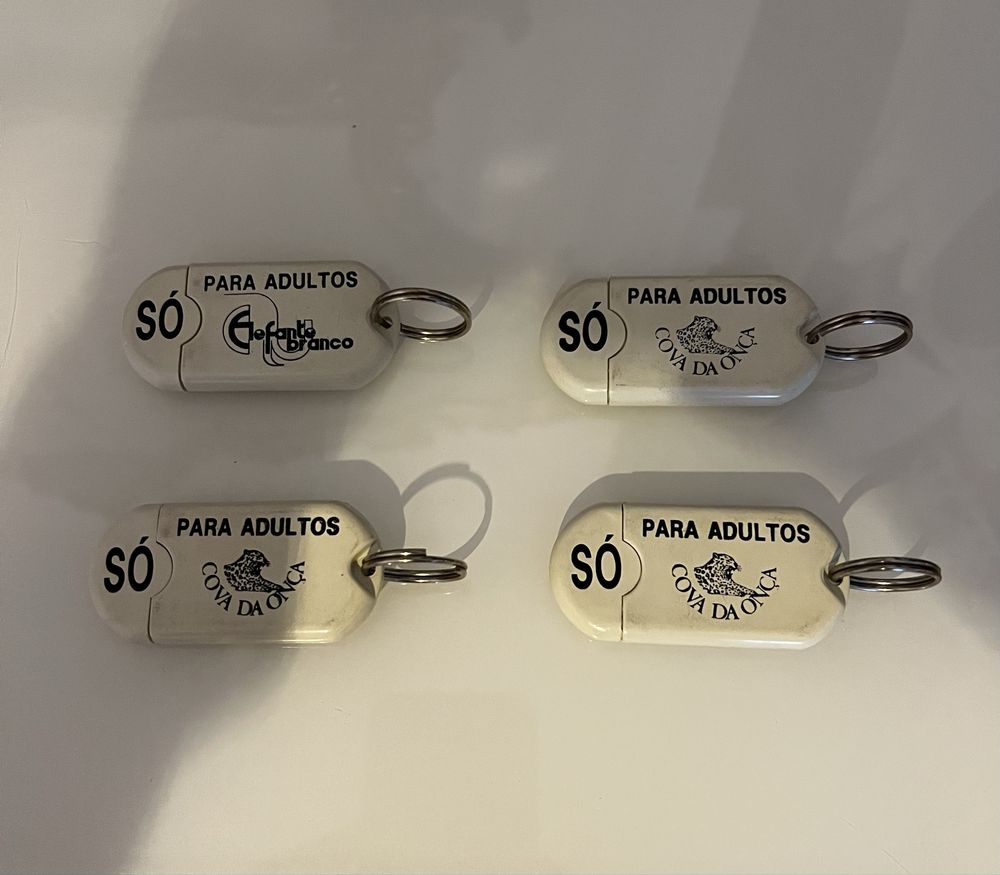 SÓ PARA ADULTOS
Elefante
branco
SÓ PARA ADULTOS
COVA DA ONÇA
SÓ PARA ADULTOS
COVA DA ONÇA
SÓ PARA ADULTOS
COVA DA ONÇA